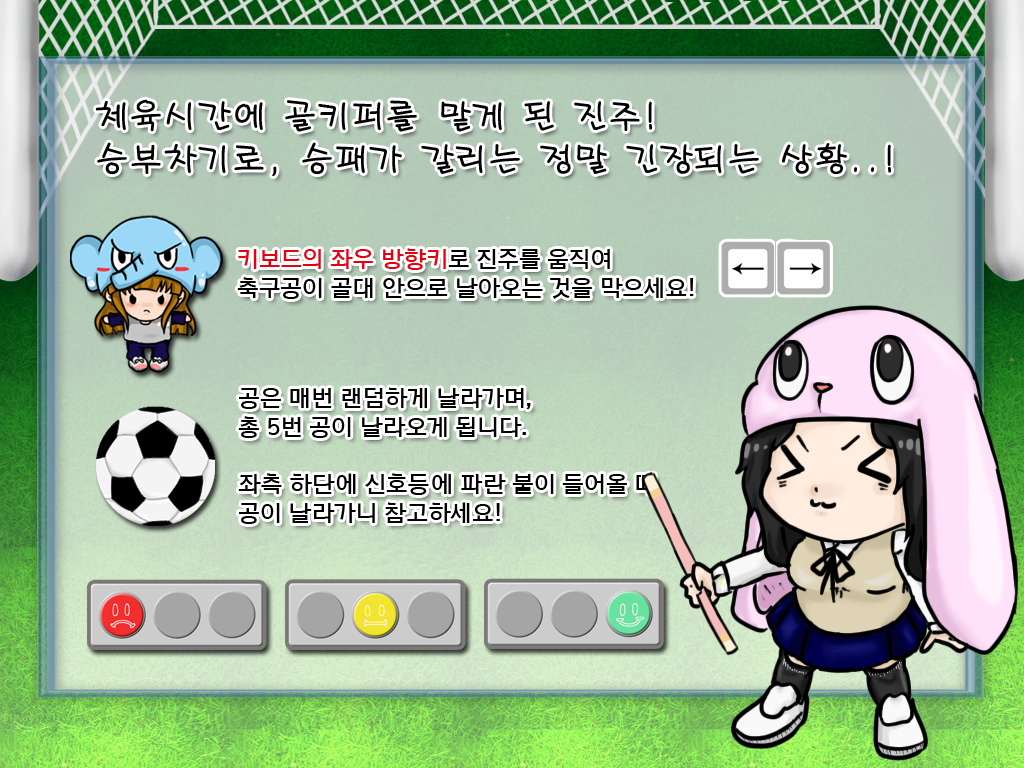 체육시간에 골키퍼를 맡게 된 진주!
승부차기로, 승패가 갈리는 정말 긴장되는 상황..!
키보드의 좌우 방향키로 진주를 움직여
축구공이 골대 안으로 날아오는 것을 막으세요!
← →
공은 매번 랜덤하게 날라가며,
총 5번 공이 날라오게 됩니다.
좌측 하단에 신호등에 파란 불이 들어올
공이 날라가니 참고하세요!